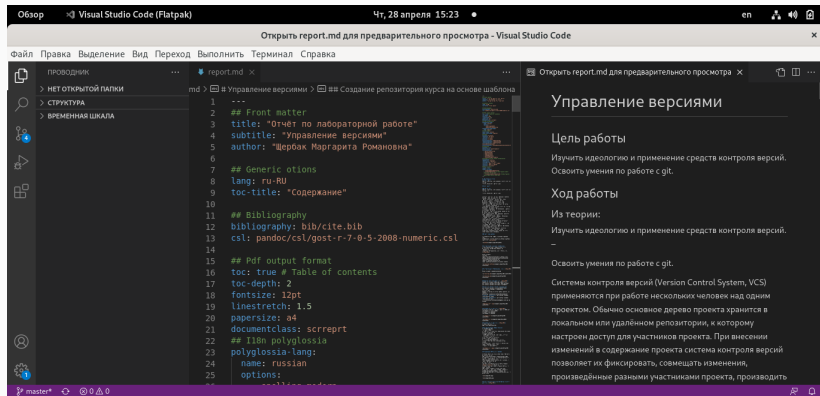 Обзор
Visual Studio Code (Flatpak)
Чт, 28 апреля 15:23
en
Открыть report.md для предварительного просмотра - Visual Studio Code
Файл Правка Выделение Вид Переход Выполнить Терминал Справка
ПРОВОДНИК
НЕТ ОТКРЫТОЙ ПАПКИ
СТРУКТУРА
ВРЕМЕННАЯ ШКАЛА
report.md
md > # Управление версиями > ## Создание репозитория курса на основе шаблона
1 ---
2 ## Front matter
3 title: "Отчёт по лабораторной работе"
4 subtitle: "Управление версиями"
5 author: "Щербак Маргарита Романовна"
6
7 ## Generic otions
8 lang: ru-RU
9 toc-title: "Содержание"
10
11 ## Bibliography
12 bibliography: bib/cite.bib
13 csl: pandoc/csl/gost-r-7-0-5-2008-numeric.csl
14
15 ## Pdf output format
16 toc: true # Table of contents
17 toc-depth: 2
18 fontsize: 12pt
19 linestretch: 1.5
20 papersize: a4
21 documentclass: scrreprt
22 ## I18n polyglossia
23 polyglossia-lang:
24 name: russian
25 options:
Открыть report.md для предварительного просмотра
Управление версиями
Цель работы
Изучить идеологию и применение средств контроля версий.
Освоить умения по работе с git.
Ход работы
Из теории:
Изучить идеологию и применение средств контроля версий.
–
Освоить умения по работе с git.
Системы контроля версий (Version Control System, VCS)
применяются при работе нескольких человек над одним
проектом. Обычно основное дерево проекта хранится в
локальном или удалённом репозитории, к которому
настроен доступ для участников проекта. При внесении
изменений в содержание проекта система контроля версий
позволяет их фиксировать, совмещать изменения,
произведённые разными участниками проекта, производить
master*
0
0